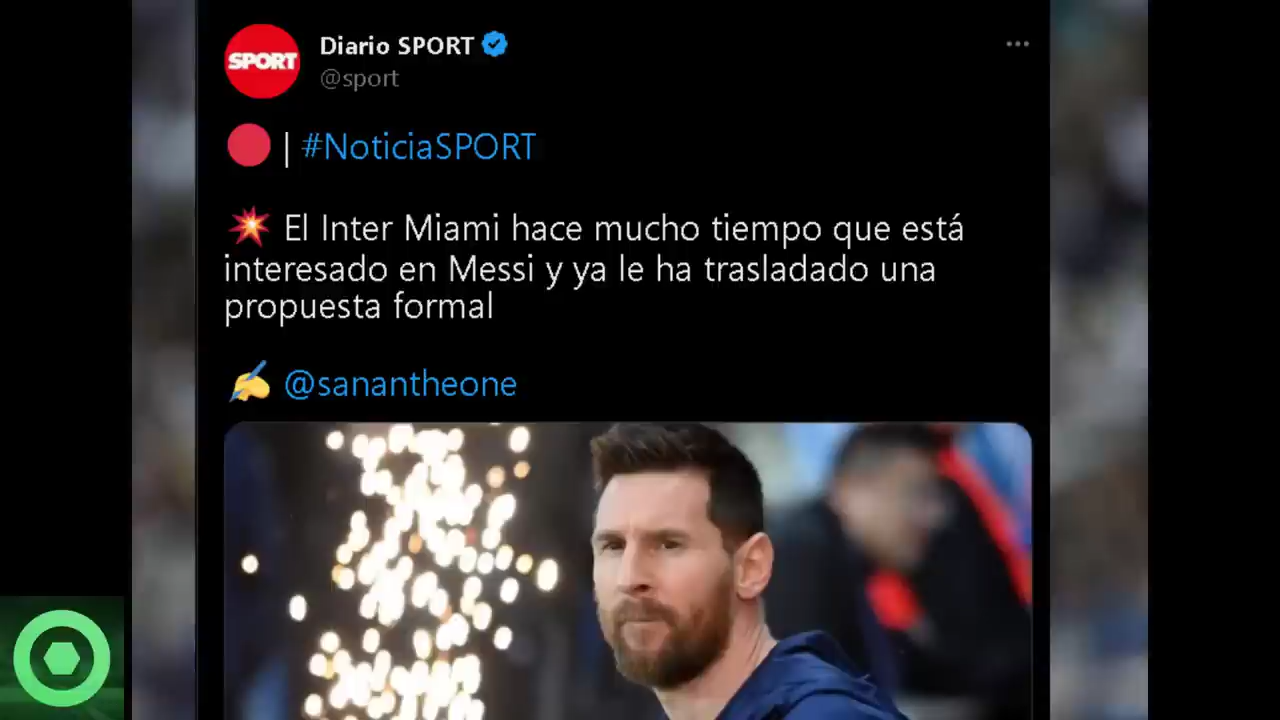 SPORT
Diario SPORT
@sport
| #NoticiaSPORT
El Inter Miami hace mucho tiempo que está
interesado en Messi y ya le ha trasladado una
propuesta formal
@sanantheone